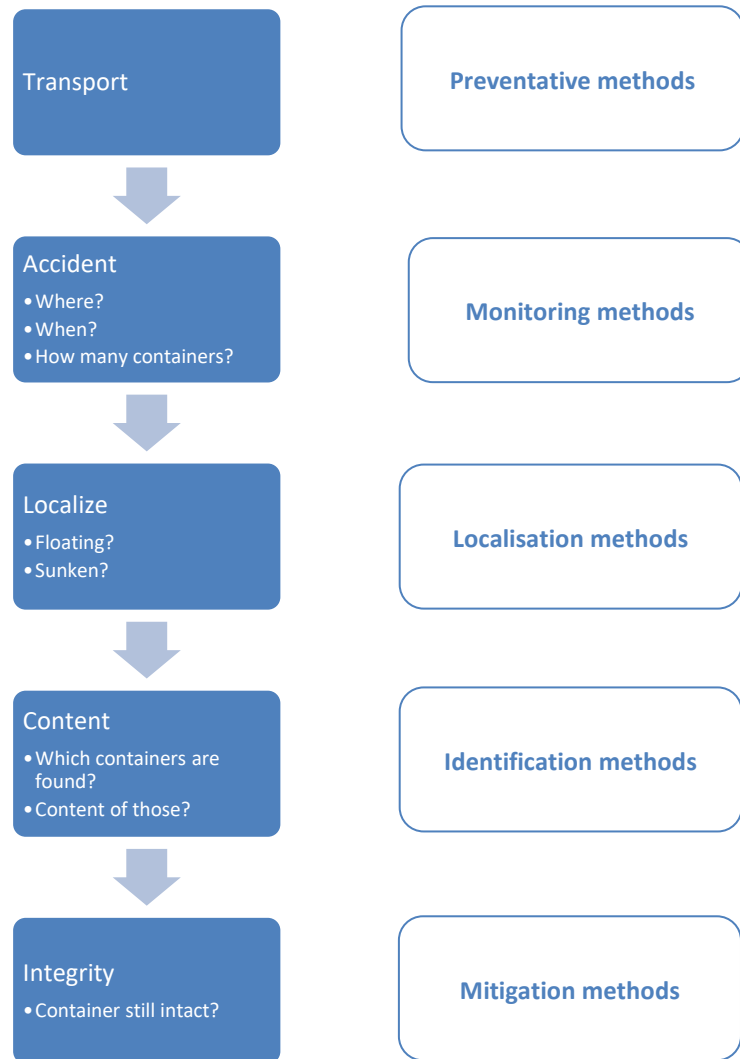 Transport
Preventative methods
Accident
•Where?
•When?
•How many containers?
Monitoring methods
Localize
•Floating?
•Sunken?
Localisation methods
Content
•Which containers are
found?
•Content of those?
Identification methods
Integrity
•Container still intact?
Mitigation methods